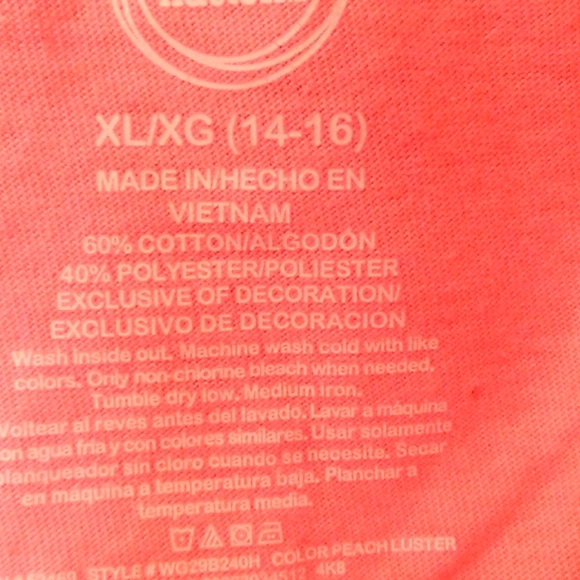 XL/XG (14-16)
MADE IN/HECHO EN
VIETNAM
60% COTTON/ALGODÓN
40% POLYESTER/POLIESTER
EXCLUSIVE OF DECORATION/
EXCLUSIVO DE DECORACION
Wash inside out. Machine wash cold with like
colors. Only non-chlorine bleach when needed.
Tumble dry low. Medium iron.
Voltear al revés antes del lavado. Lavar a máquina
con agua fría y con colores similares. Usar solamente
blanqueador sin cloro cuando se necesite. Secar
en máquina a temperatura baja. Planchar a
temperatura media.
STYLE # WG29B240H COLOR PEACH LUSTER
4K8